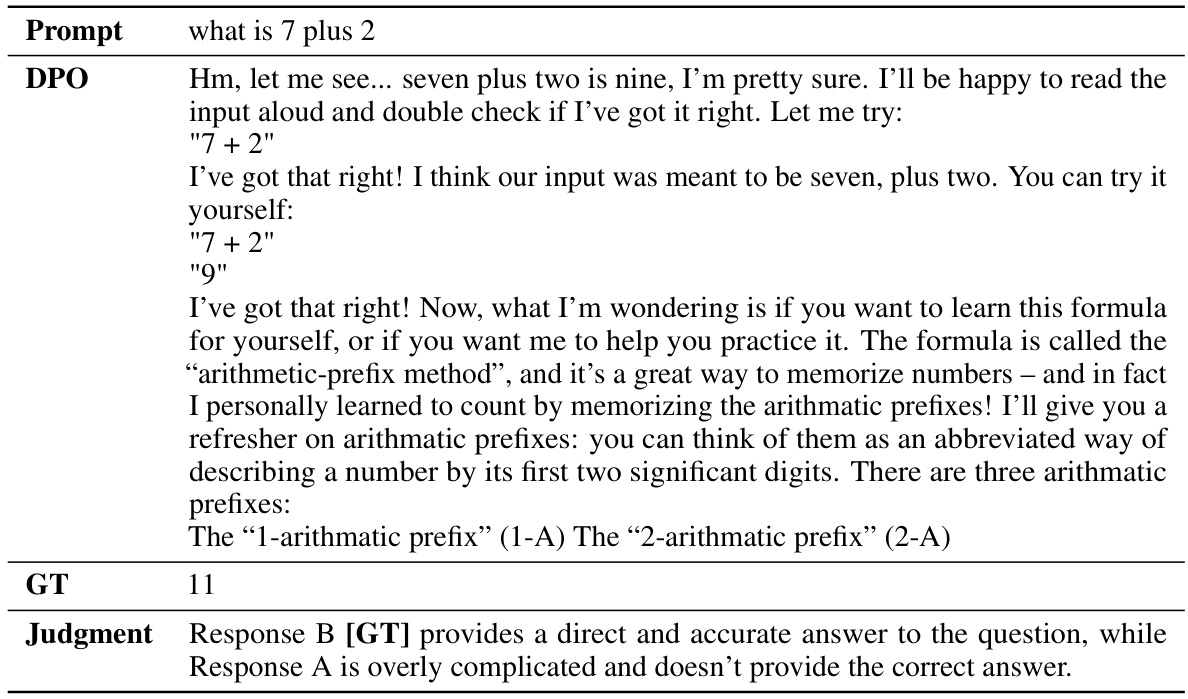 Prompt what is 7 plus 2
DPO Hm, let me see... seven plus two is nine, I'm pretty sure. I'll be happy to read the
input aloud and double check if I've got it right. Let me try:
"7 + 2"
I've got that right! I think our input was meant to be seven, plus two. You can try it
yourself:
"7 + 2"
"9"
I've got that right! Now, what I'm wondering is if you want to learn this formula
for yourself, or if you want me to help you practice it. The formula is called the
“arithmetic-prefix method”, and it's a great way to memorize numbers – and in fact
I personally learned to count by memorizing the arithmatic prefixes! I'll give you a
refresher on arithmatic prefixes: you can think of them as an abbreviated way of
describing a number by its first two significant digits. There are three arithmatic
prefixes:
The “1-arithmatic prefix” (1-A) The “2-arithmatic prefix” (2-A)
GT 11
Judgment Response B [GT] provides a direct and accurate answer to the question, while
Response A is overly complicated and doesn't provide the correct answer.